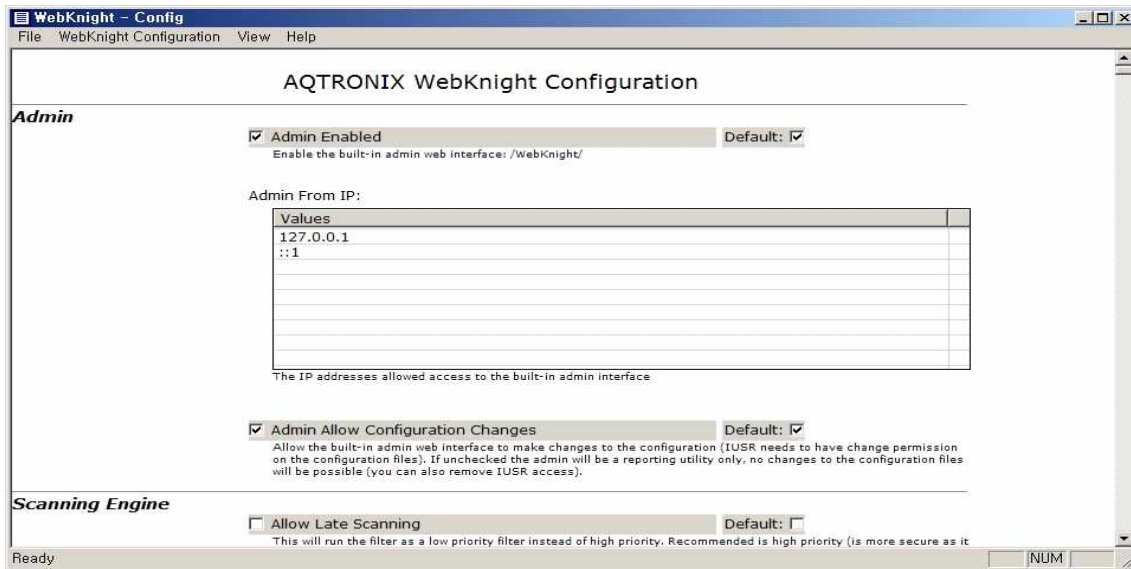 WebKnight - Config
File WebKnight Configuration View Help
AQTRONIX WebKnight Configuration
Admin
Admin Enabled Default:
Enable the built-in admin web interface: /WebKnight/
Admin From IP:
Values
127.0.0.1
::1
The IP addresses allowed access to the built-in admin interface
Admin Allow Configuration Changes Default:
Allow the built-in admin web interface to make changes to the configuration (IUSR needs to have change permission
on the configuration files). If unchecked the admin will be a reporting utility only, no changes to the configuration files
will be possible (you can also remove IUSR access).
Scanning Engine
Allow Late Scanning Default:
This will run the filter as a low priority filter instead of high priority. Recommended is high priority (is more secure as it
Ready NUM